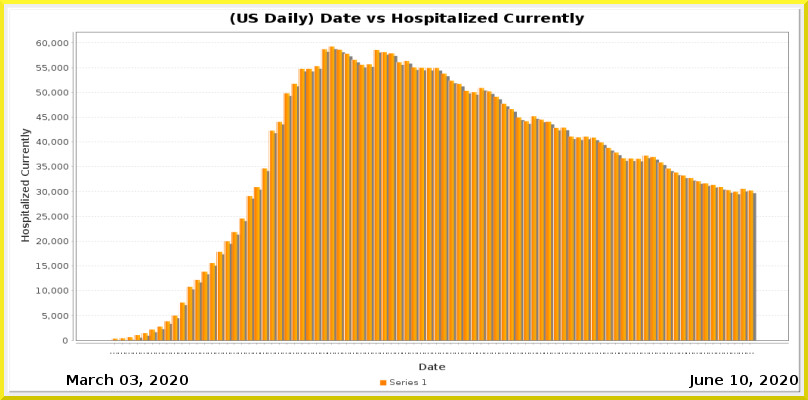 (US Daily) Date vs Hospitalized Currently
60,000
55,000
50,000
45,000
40,000
35,000
30,000
25,000
20,000
15,000
10,000
5,000
0
Hospitalized Currently
Date
March 03, 2020
June 10, 2020
Series 1